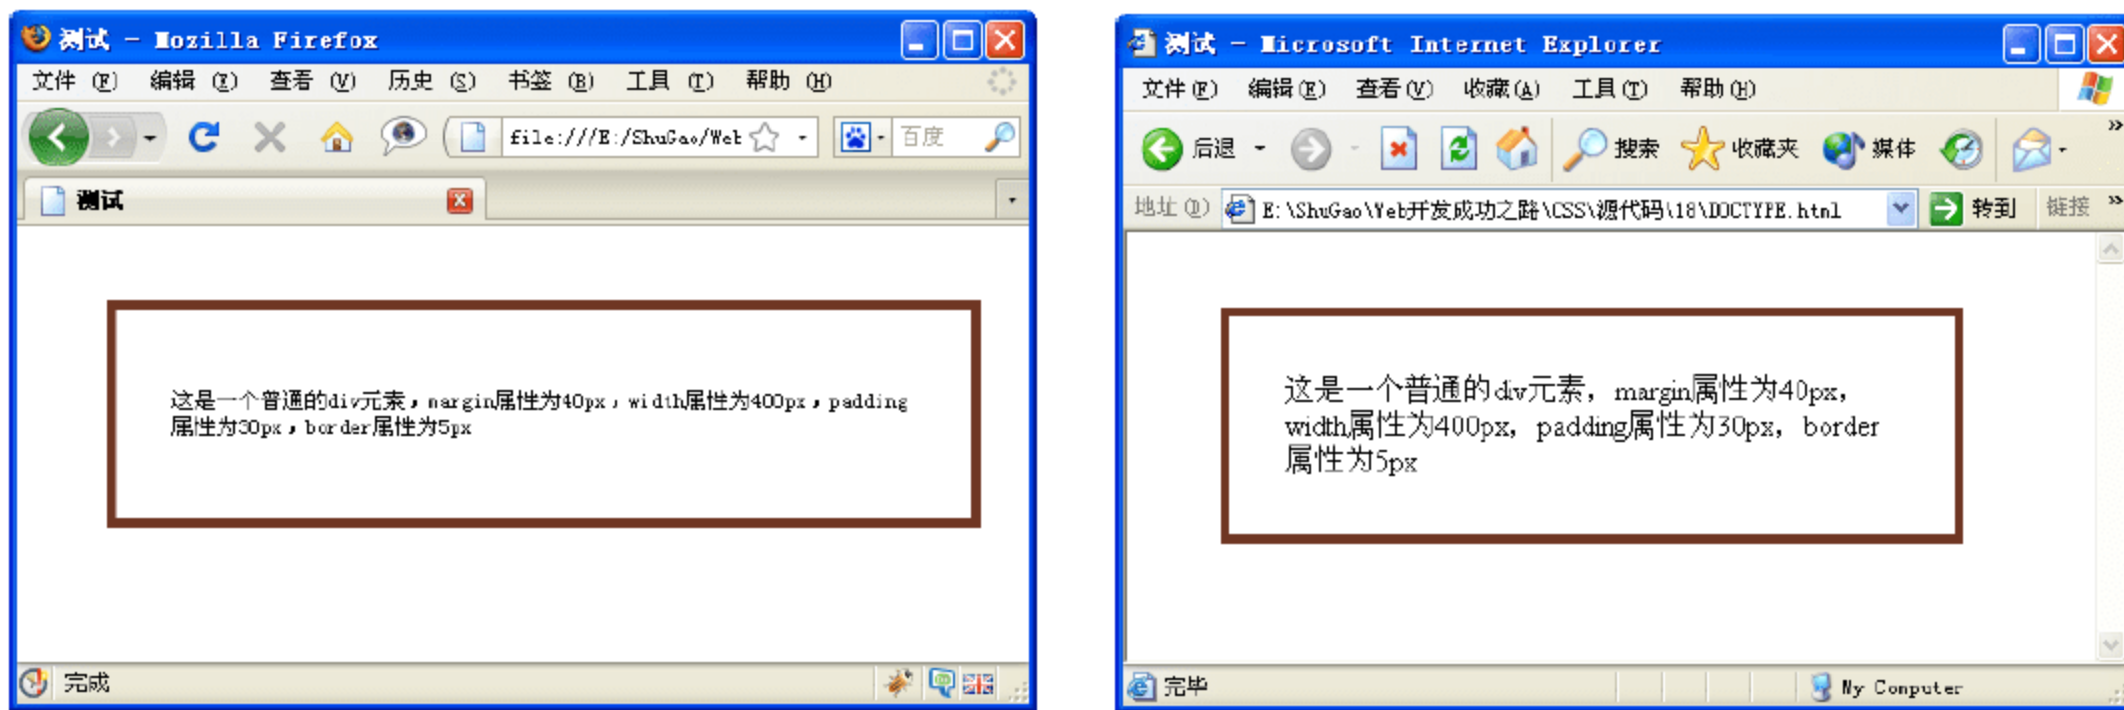 测试 - Mozilla Firefox
文件 (F) 编辑 (E) 查看 (V) 历史 (S) 书签 (B) 工具 (T) 帮助 (H)
file:///E:/ShuGao/Web
百度
测试
这是一个普通的div元素，margin属性为40px，width属性为400px，padding
属性为30px，border属性为5px
完成
测试 - Microsoft Internet Explorer
文件(F) 编辑(E) 查看(V) 收藏(A) 工具(T) 帮助(H)
后退 搜索 收藏夹 媒体
地址(D) E:\ShuGao\Web开发成功之路\CSS\源代码\18\DOCTYPE.html 转到 链接
这是一个普通的div元素，margin属性为40px，
width属性为400px，padding属性为30px，border
属性为5px
完毕 My Computer